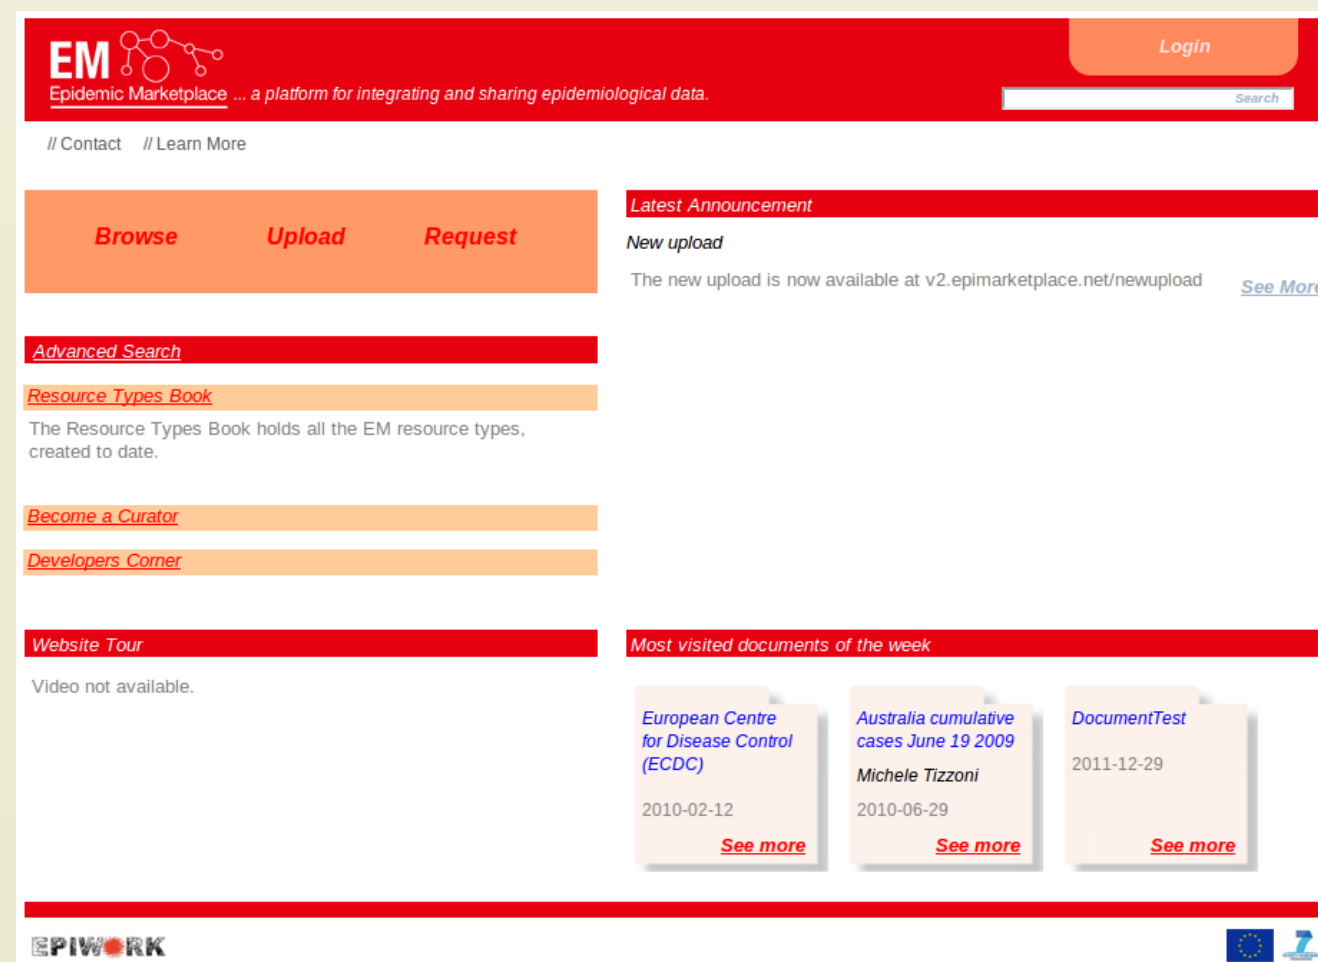 EM
Epidemic Marketplace ... a platform for integrating and sharing epidemiological data.
Login
Search
// Contact // Learn More
Browse Upload Request
Latest Announcement
New upload
The new upload is now available at v2.epimarketplace.net/newupload
See More
Advanced Search
Resource Types Book
The Resource Types Book holds all the EM resource types,
created to date.
Become a Curator
Developers Corner
Website Tour
Video not available.
Most visited documents of the week
European Centre
for Disease Control
(ECDC)
2010-02-12
See more
Australia cumulative
cases June 19 2009
Michele Tizzoni
2010-06-29
See more
DocumentTest
2011-12-29
See more
EPIWORK
7